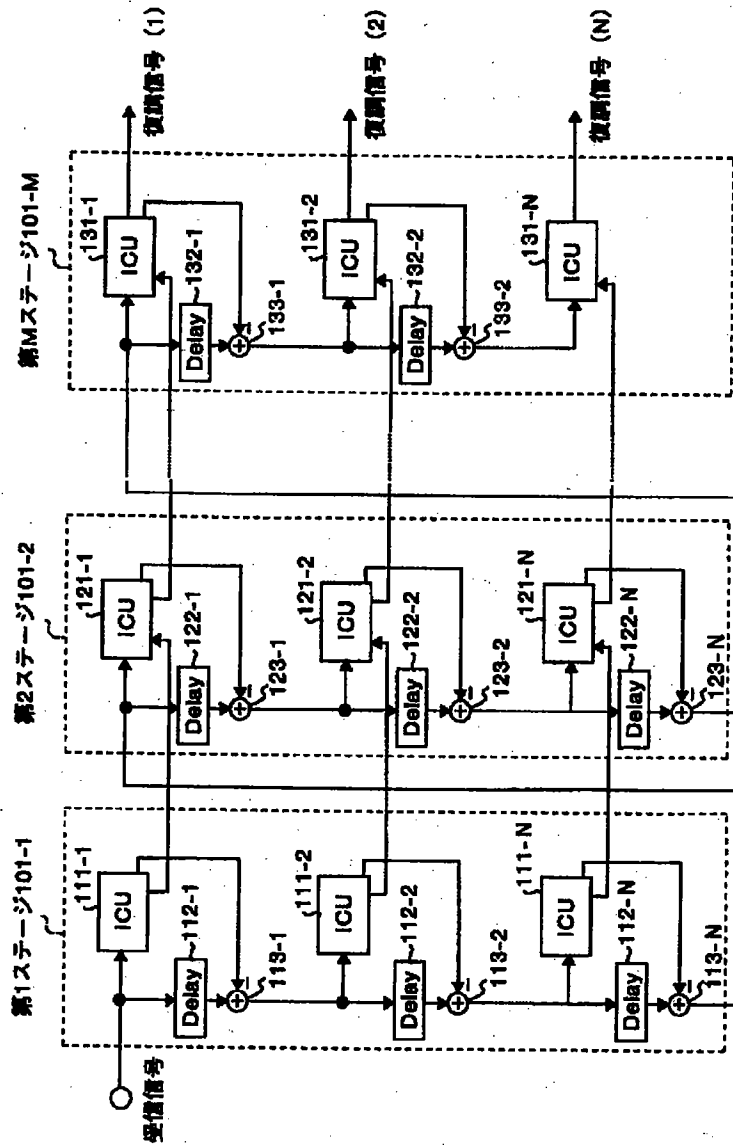 受信信号
第1ステージ101-1
111-1
ICU
Delay
112-1
113-1
111-2
ICU
Delay
112-2
113-2
111-N
ICU
Delay
112-N
113-N
第2ステージ101-2
121-1
ICU
Delay
122-1
123-1
121-2
ICU
Delay
122-2
123-2
121-N
ICU
Delay
122-N
123-N
第Mステージ101-M
131-1
ICU
Delay
132-1
133-1
131-2
ICU
Delay
132-2
133-2
131-N
ICU
復調信号 (1)
復調信号 (2)
復調信号 (N)